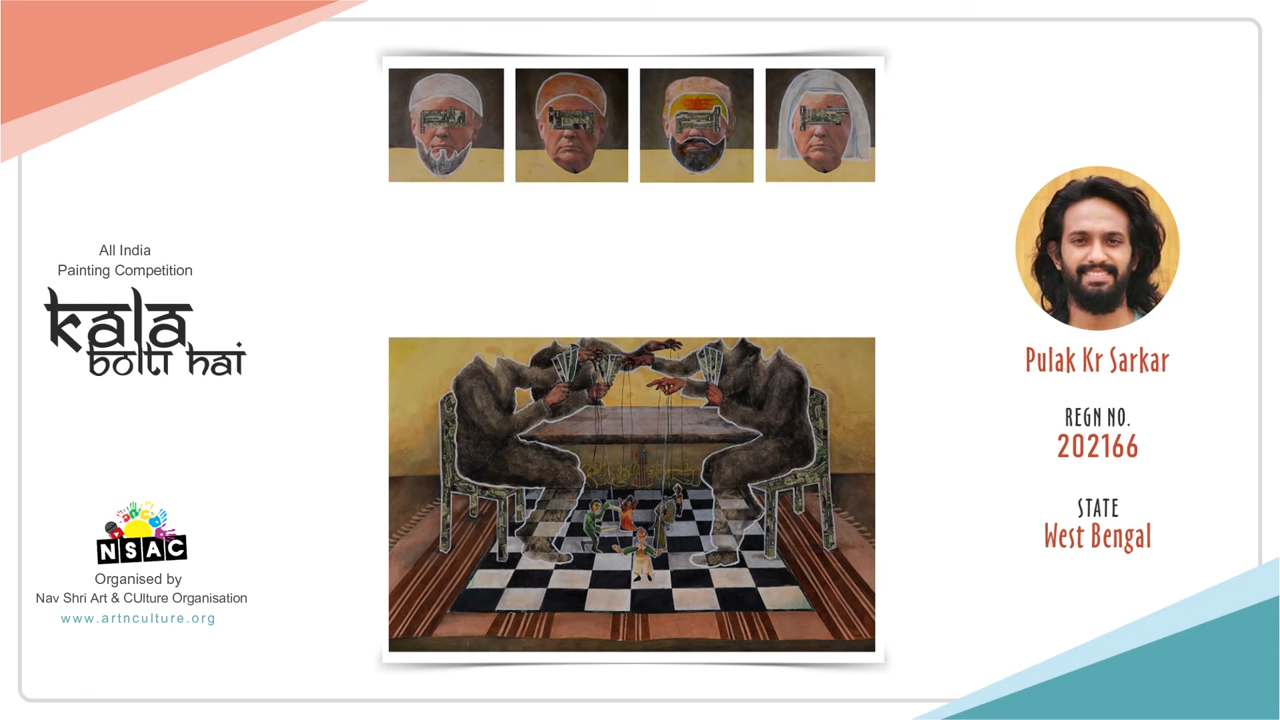 All India
Painting Competition
kala
bolti hai
NSAC
Organised by
Nav Shri Art & CUlture Organisation
www.artnculture.org
Pulak Kr Sarkar
REGN NO.
202166
STATE
West Bengal